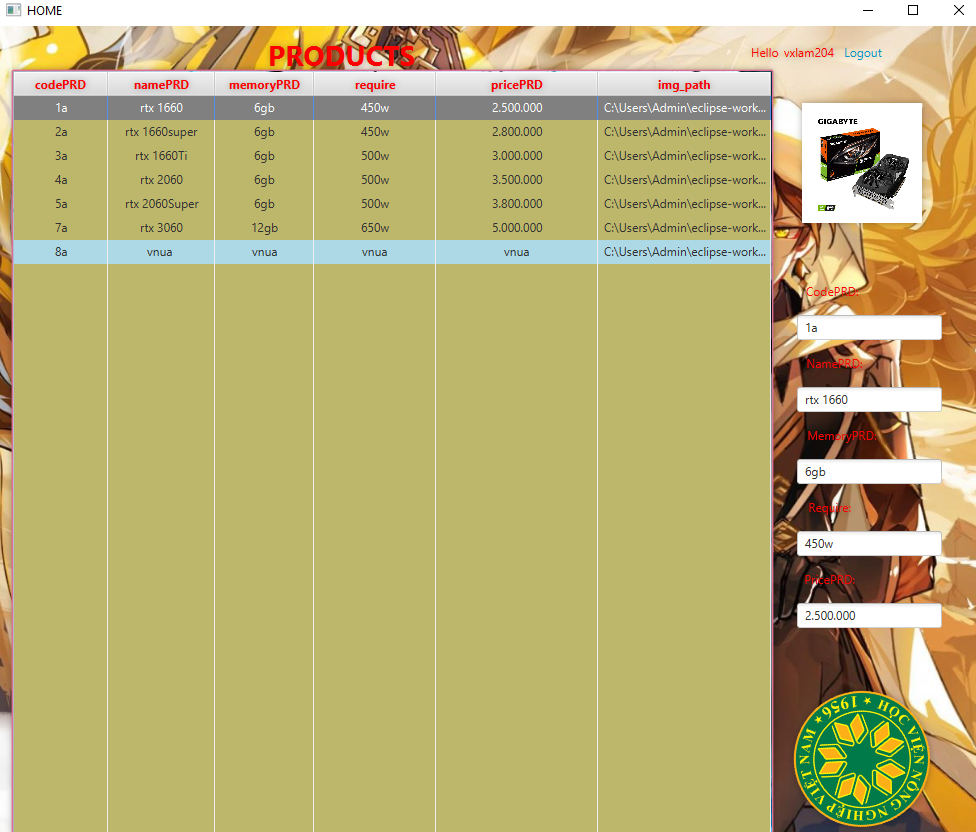 HOME
PRODUCTS
Hello vxlam204 Logout
codePRD namePRD memoryPRD require pricePRD img_path
1a rtx 1660 6gb 450w 2.500.000 C:\Users\Admin\eclipse-work...
2a rtx 1660super 6gb 450w 2.800.000 C:\Users\Admin\eclipse-work...
3a rtx 1660Ti 6gb 500w 3.000.000 C:\Users\Admin\eclipse-work...
4a rtx 2060 6gb 500w 3.500.000 C:\Users\Admin\eclipse-work...
5a rtx 2060Super 6gb 500w 3.800.000 C:\Users\Admin\eclipse-work...
7a rtx 3060 12gb 650w 5.000.000 C:\Users\Admin\eclipse-work...
8a vnua vnua vnua vnua C:\Users\Admin\eclipse-work...
GIGABYTE
CodePRD:
1a
NamePRD:
rtx 1660
MemoryPRD:
6gb
Require:
450w
PricePRD:
2.500.000
1956 ★ HỌC VIỆN NÔNG NGHIỆP VIỆT NAM ★